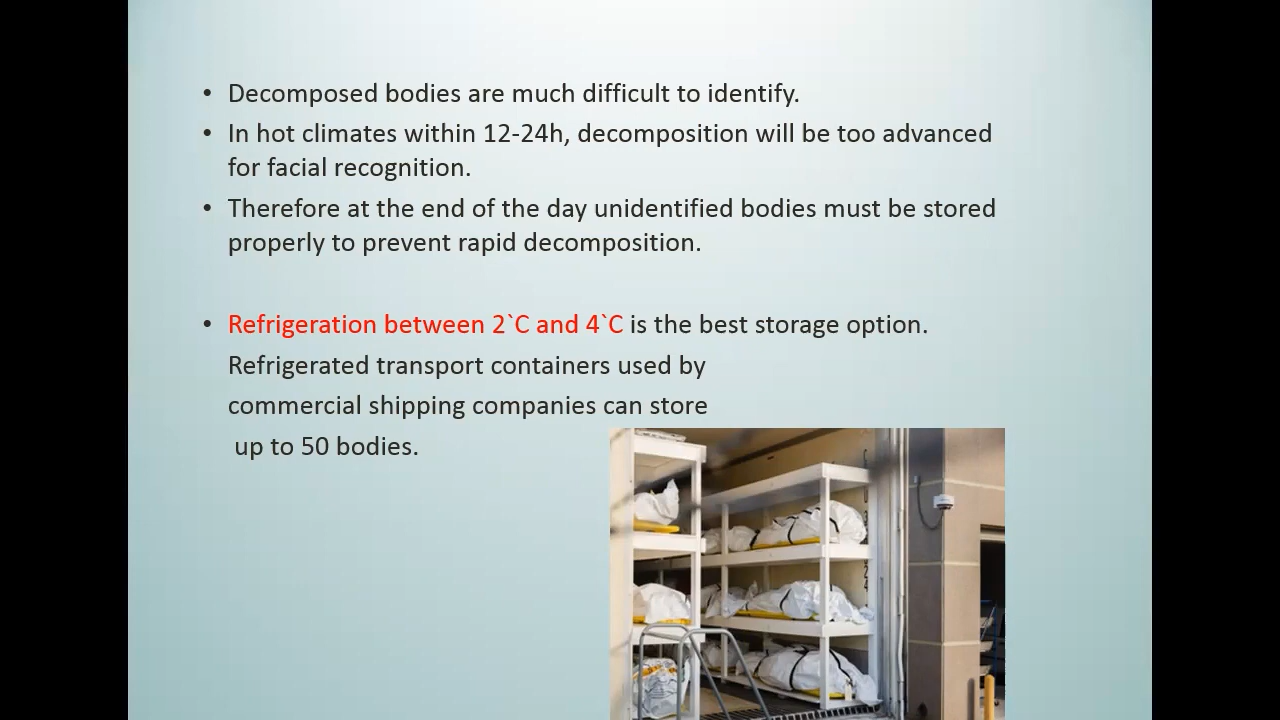 • Decomposed bodies are much difficult to identify.
• In hot climates within 12-24h, decomposition will be too advanced
for facial recognition.
• Therefore at the end of the day unidentified bodies must be stored
properly to prevent rapid decomposition.
• Refrigeration between 2`C and 4`C is the best storage option.
Refrigerated transport containers used by
commercial shipping companies can store
up to 50 bodies.